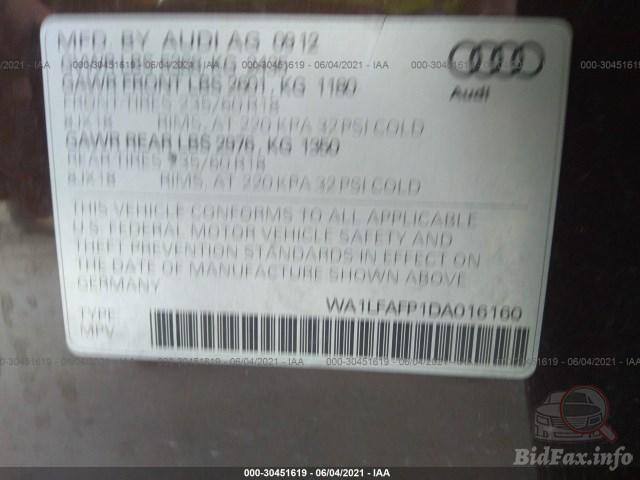 MFD. BY AUDI AG 0912
Audi
GAWR FRONT LBS 2601, KG 1180
FRONT TIRES 235/60 R18
8JX18 RIMS, AT 220 KPA 32 PSI COLD
GAWR REAR LBS 2976, KG 1350
REAR TIRES 235/60 R18
8JX18 RIMS, AT 220 KPA 32 PSI COLD
THIS VEHICLE CONFORMS TO ALL APPLICABLE
U.S. FEDERAL MOTOR VEHICLE SAFETY AND
THEFT PREVENTION STANDARDS IN EFFECT ON
THE DATE OF MANUFACTURE SHOWN ABOVE
GERMANY
WA1LFAFP1DA016160
TYPE
MPV
000-30451619 - 06/04/2021 - IAA
BidFax.info